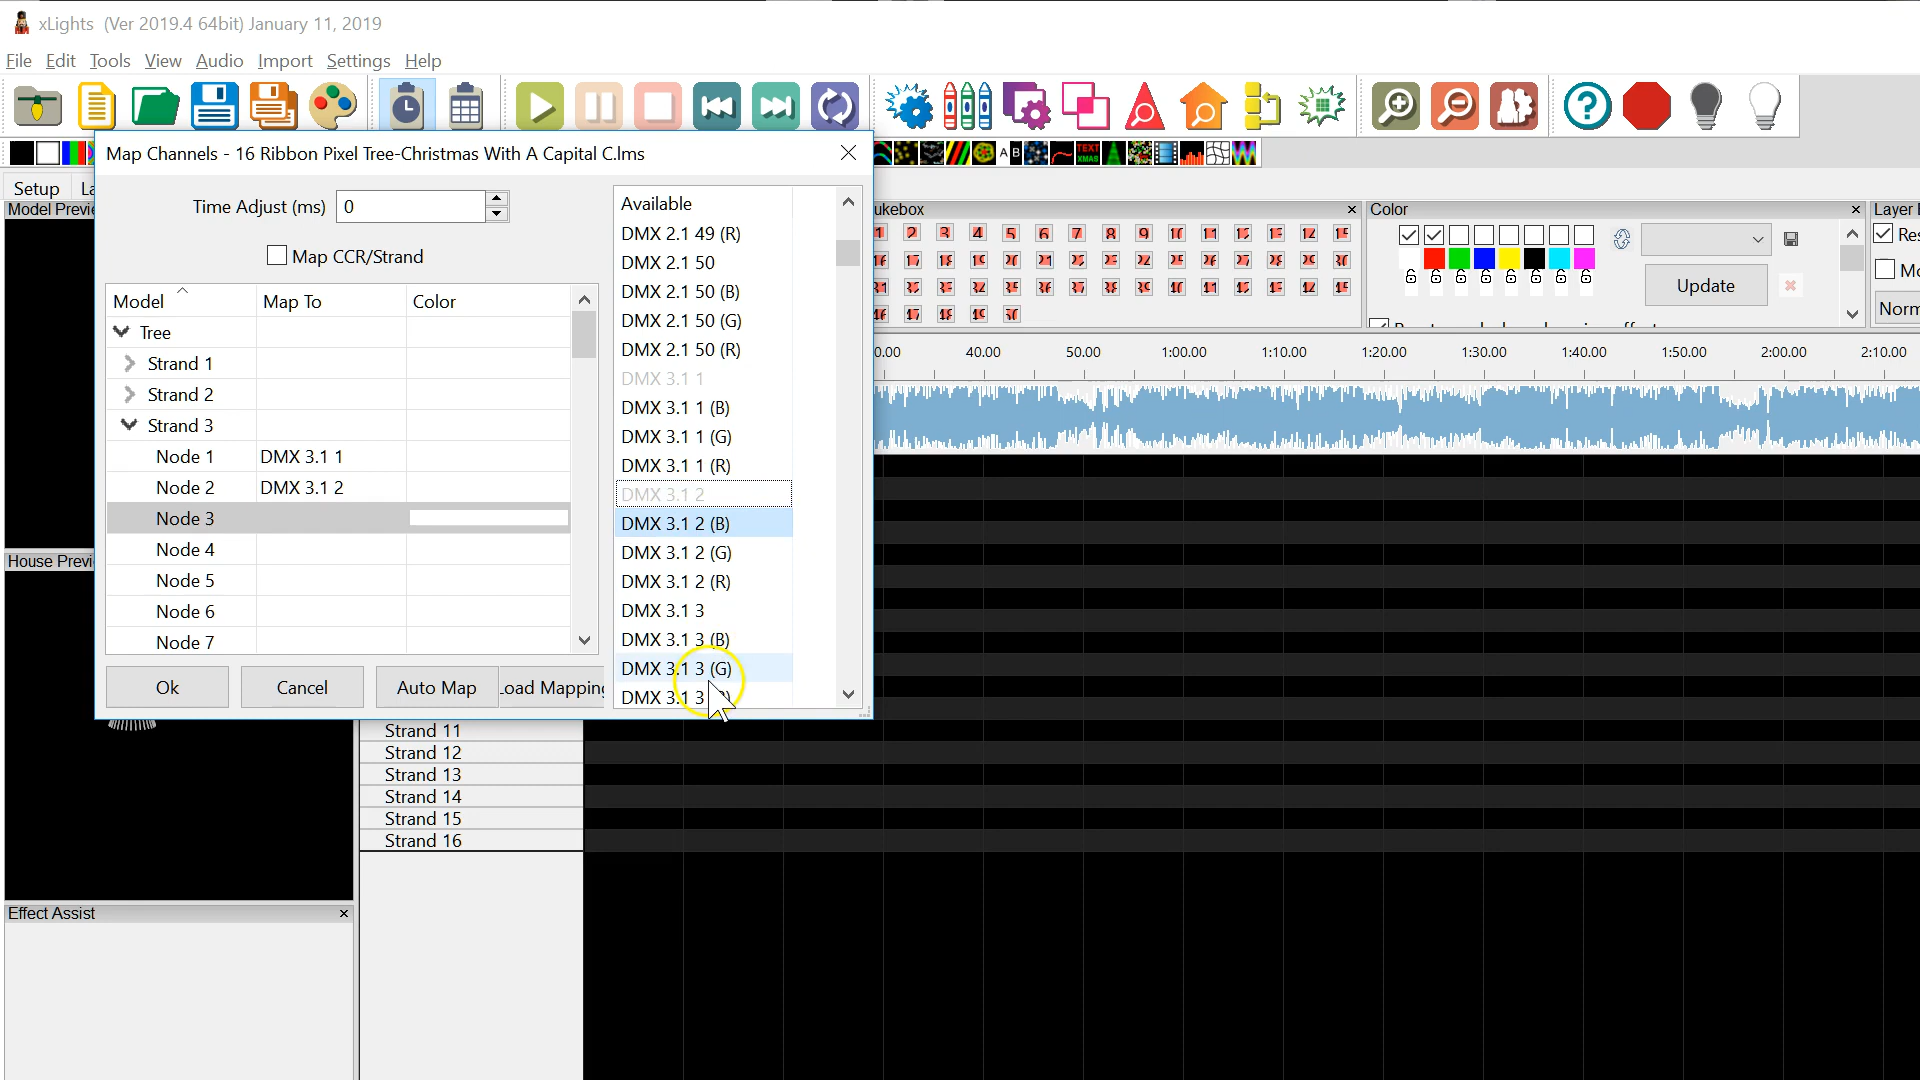 xLights (Ver 2019.4 64bit) January 11, 2019
File Edit Tools View Audio Import Settings Help
Map Channels - 16 Ribbon Pixel Tree-Christmas With A Capital C.lms
Setup
Model Previe
Time Adjust (ms) 0
Map CCR/Strand
Model Map To Color
Tree
Strand 1
Strand 2
Strand 3
Node 1 DMX 3.1 1
Node 2 DMX 3.1 2
Node 3
Node 4
Node 5
Node 6
Node 7
Ok Cancel Auto Map oad Mapping
Available
DMX 2.1 49 (R)
DMX 2.1 50
DMX 2.1 50 (B)
DMX 2.1 50 (G)
DMX 2.1 50 (R)
DMX 3.1 1
DMX 3.1 1 (B)
DMX 3.1 1 (G)
DMX 3.1 1 (R)
DMX 3.1 2
DMX 3.1 2 (B)
DMX 3.1 2 (G)
DMX 3.1 2 (R)
DMX 3.1 3
DMX 3.1 3 (B)
DMX 3.1 3 (G)
DMX 3.1 3
ukebox
Color
Layer
Update
Norm
0.00 40.00 50.00 1:00.00 1:10.00 1:20.00 1:30.00 1:40.00 1:50.00 2:00.00 2:10.00
House Previ
Strand 11
Strand 12
Strand 13
Strand 14
Strand 15
Strand 16
Effect Assist